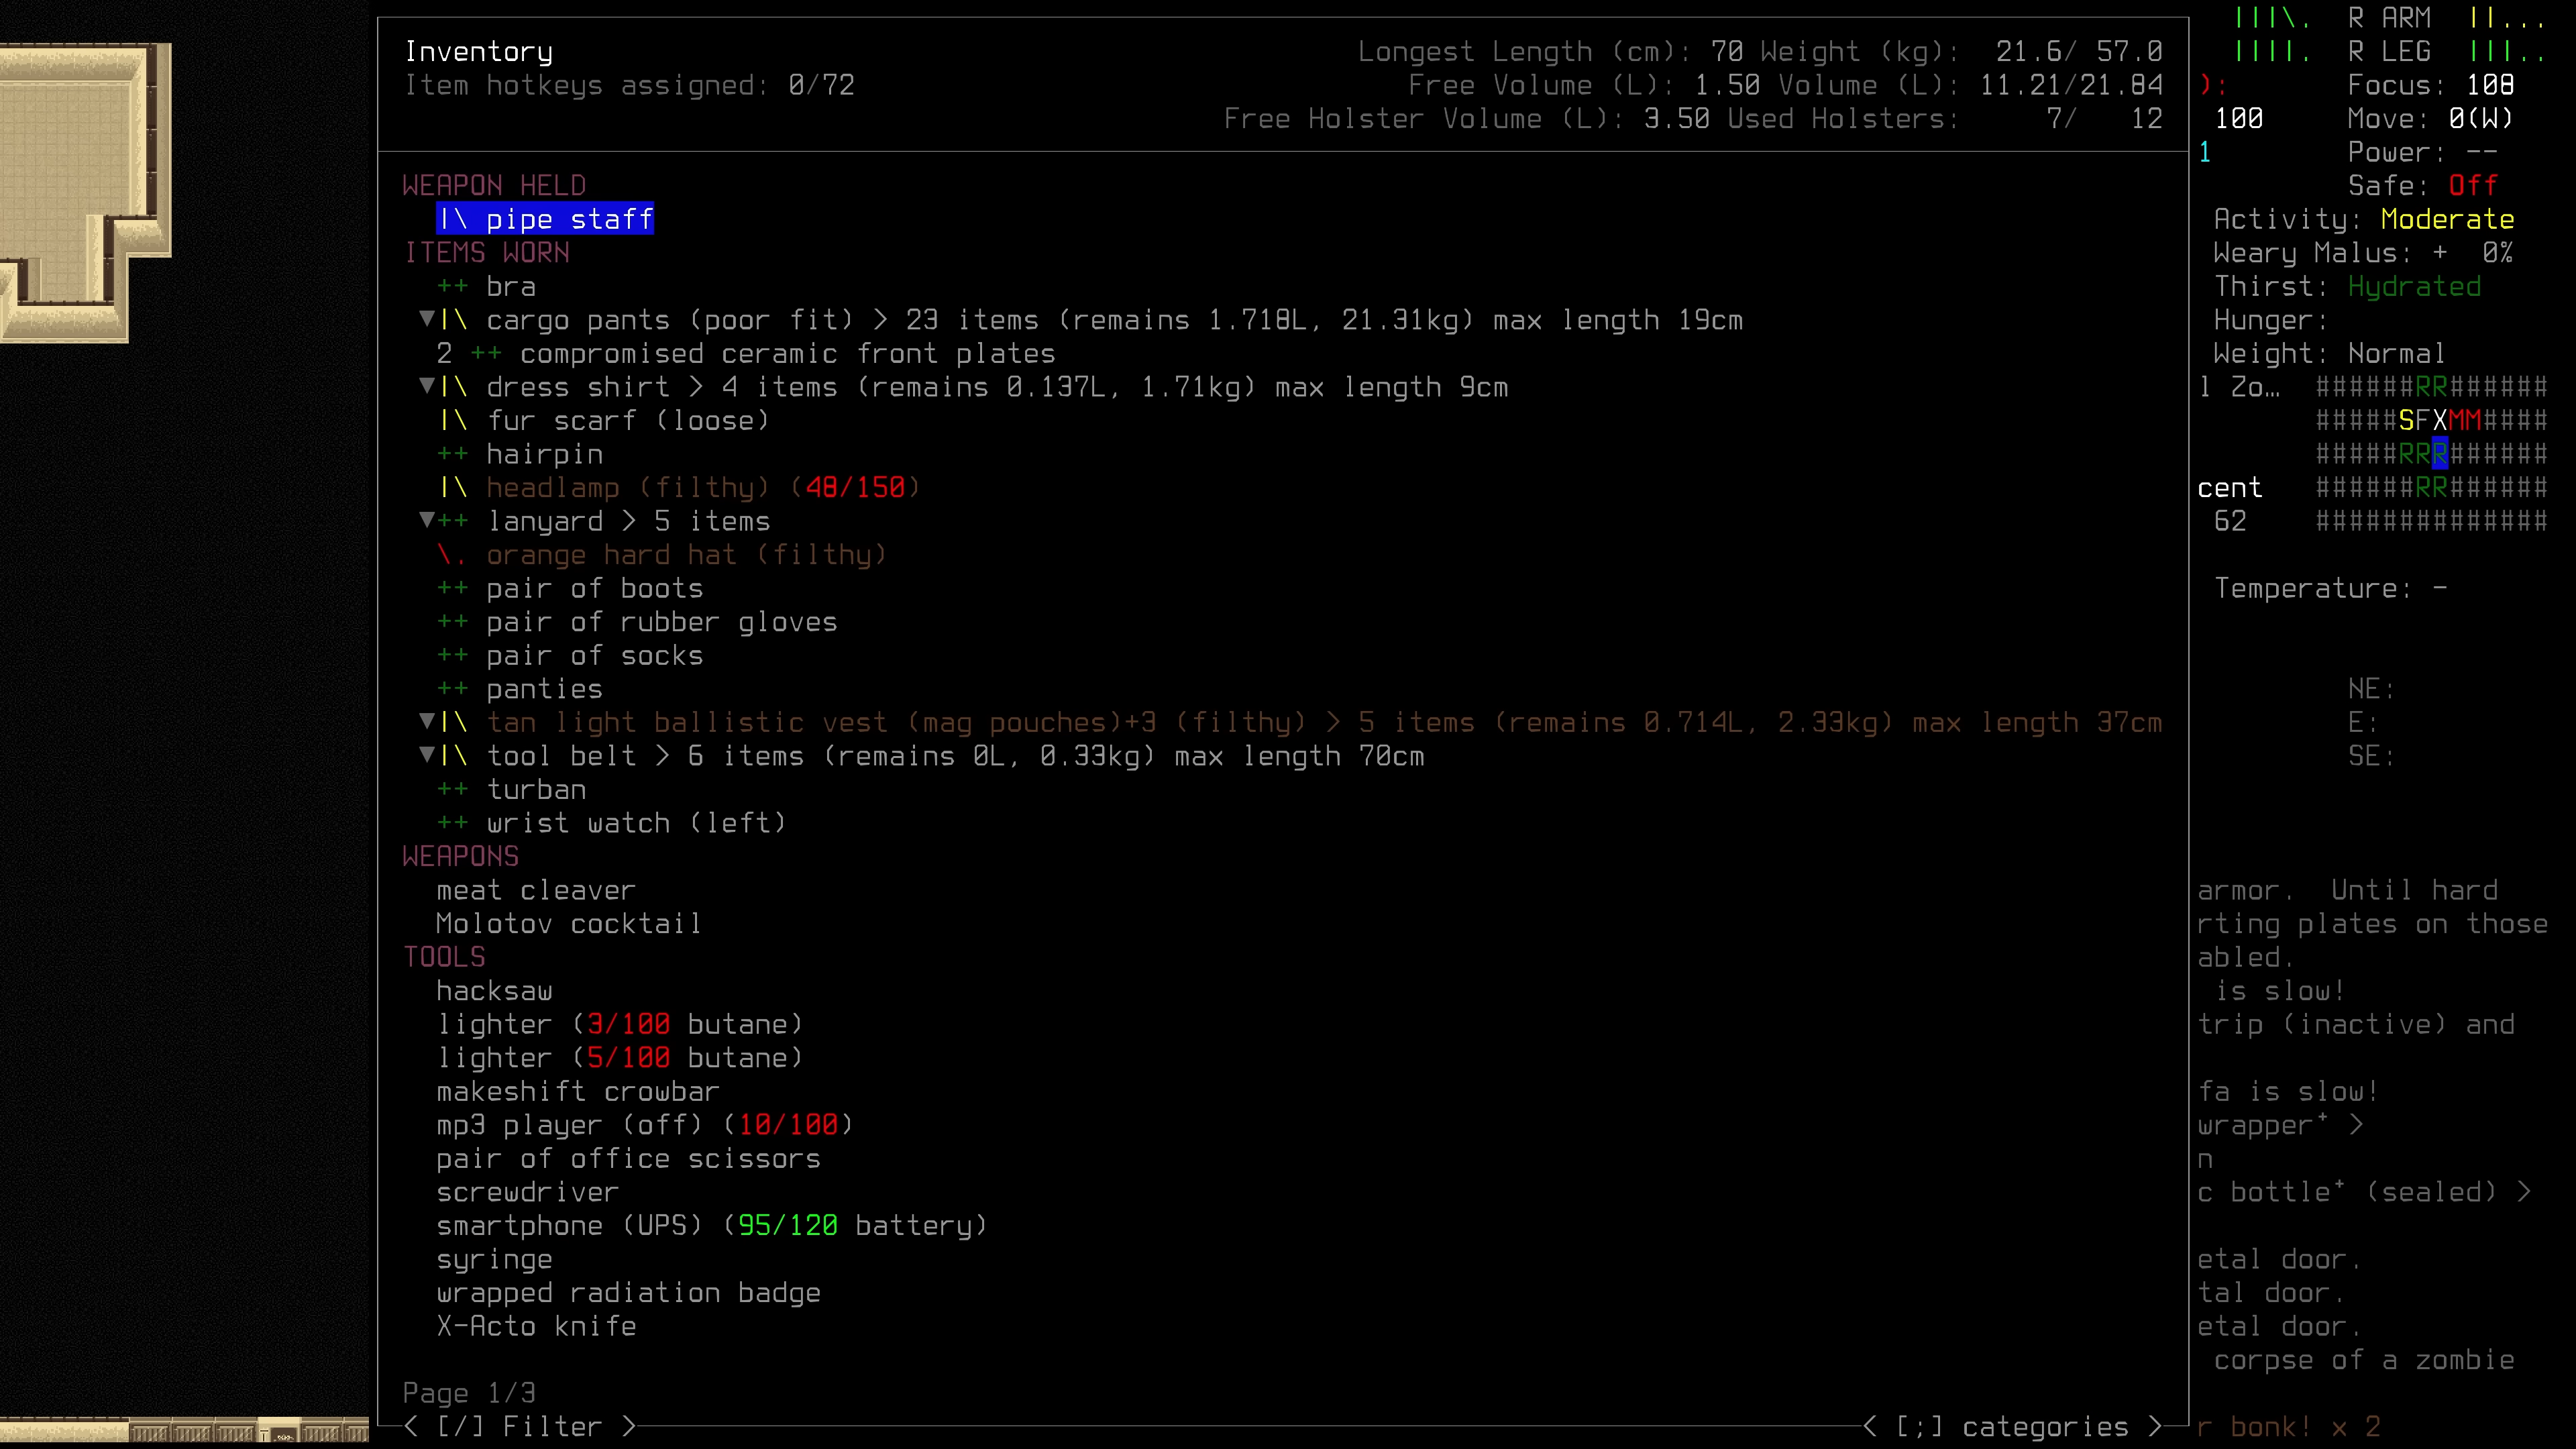 |||\. R ARM ||...
Inventory Longest Length (cm): 70 Weight (kg): 21.6/ 57.0 ||||. R LEG |||..
Item hotkeys assigned: 0/72 Free Volume (L): 1.50 Volume (L): 11.21/21.84 ): Focus: 108
Free Holster Volume (L): 3.50 Used Holsters: 7/ 12 100 Move: 0(W)
1 Power: --
WEAPON HELD Safe: Off
|\ pipe staff Activity: Moderate
ITEMS WORN Weary Malus: + 0%
++ bra Thirst: Hydrated
▼|\ cargo pants (poor fit) > 23 items (remains 1.718L, 21.31kg) max length 19cm Hunger:
2 ++ compromised ceramic front plates Weight: Normal
▼|\ dress shirt > 4 items (remains 0.137L, 1.71kg) max length 9cm l Zo… ######RR######
|\ fur scarf (loose) #####SFXMM####
++ hairpin #####RRR######
|\ headlamp (filthy) (48/150) cent ######RR######
▼++ lanyard > 5 items 62 ##############
\. orange hard hat (filthy)
++ pair of boots Temperature: -
++ pair of rubber gloves
++ pair of socks
++ panties NE:
▼|\ tan light ballistic vest (mag pouches)+3 (filthy) > 5 items (remains 0.714L, 2.33kg) max length 37cm E:
▼|\ tool belt > 6 items (remains 0L, 0.33kg) max length 70cm SE:
++ turban
++ wrist watch (left)
WEAPONS
meat cleaver armor. Until hard
Molotov cocktail rting plates on those
TOOLS abled.
hacksaw is slow!
lighter (3/100 butane) trip (inactive) and
lighter (5/100 butane)
makeshift crowbar fa is slow!
mp3 player (off) (10/100) wrapper⁺ >
pair of office scissors n
screwdriver c bottle⁺ (sealed) >
smartphone (UPS) (95/120 battery)
syringe etal door.
wrapped radiation badge tal door.
X-Acto knife etal door.
corpse of a zombie
Page 1/3
< [/] Filter > < [;] categories > r bonk! x 2